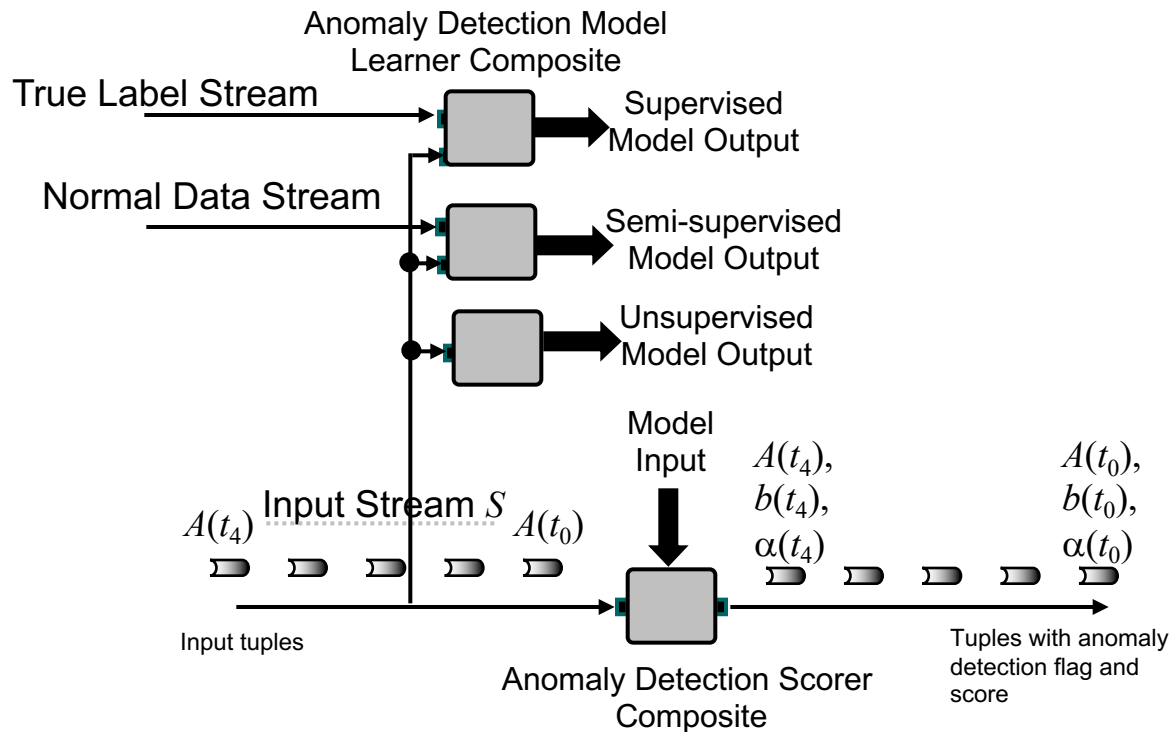 Anomaly Detection Model
Learner Composite
True Label Stream
Supervised
Model Output
Normal Data Stream
Semi-supervised
Model Output
Unsupervised
Model Output
Model
Input
Input Stream S
A(t₄)
A(t₀)
A(t₄),
b(t₄),
α(t₄)
A(t₀),
b(t₀),
α(t₀)
Input tuples
Tuples with anomaly
detection flag and
score
Anomaly Detection Scorer
Composite